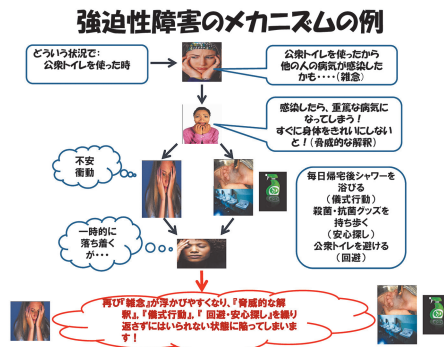 強迫性障害のメカニズムの例
どういう状況で:
公衆トイレを使った時
公衆トイレを使ったから
他の人の病気が感染した
かも・・・・(雑念)
感染したら、重篤な病気に
なってしまう！
すぐに身体をきれいにしない
と！(脅威的な解釈)
不安
衝動
毎日帰宅後シャワーを
浴びる
(儀式行動)
殺菌・抗菌グッズを
持ち歩く
(安心探し)
公衆トイレを避ける
(回避)
一時的に
落ち着く
が・・・
再び『雑念』が浮かびやすくなり、『脅威的な解
釈』、『儀式行動』、『 回避・安心探し』を繰り
返さずにはいられない状態に陥ってしまいま
す！